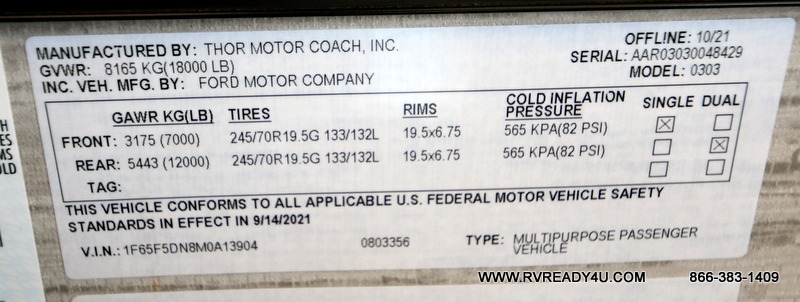 MANUFACTURED BY: THOR MOTOR COACH, INC. OFFLINE: 10/21
GVWR: 8165 KG(18000 LB) SERIAL: AAR03030048429
INC. VEH. MFG. BY: FORD MOTOR COMPANY MODEL: 0303
GAWR KG(LB) TIRES RIMS COLD INFLATION PRESSURE SINGLE DUAL
FRONT: 3175 (7000) 245/70R19.5G 133/132L 19.5x6.75 565 KPA(82 PSI) ☒ ☐
REAR: 5443 (12000) 245/70R19.5G 133/132L 19.5x6.75 565 KPA(82 PSI) ☐ ☒
TAG: ☐ ☐
THIS VEHICLE CONFORMS TO ALL APPLICABLE U.S. FEDERAL MOTOR VEHICLE SAFETY
STANDARDS IN EFFECT IN 9/14/2021
V.I.N.: 1F65F5DN8M0A13904 0803356 TYPE: MULTIPURPOSE PASSENGER
VEHICLE
WWW.RVREADY4U.COM 866-383-1409